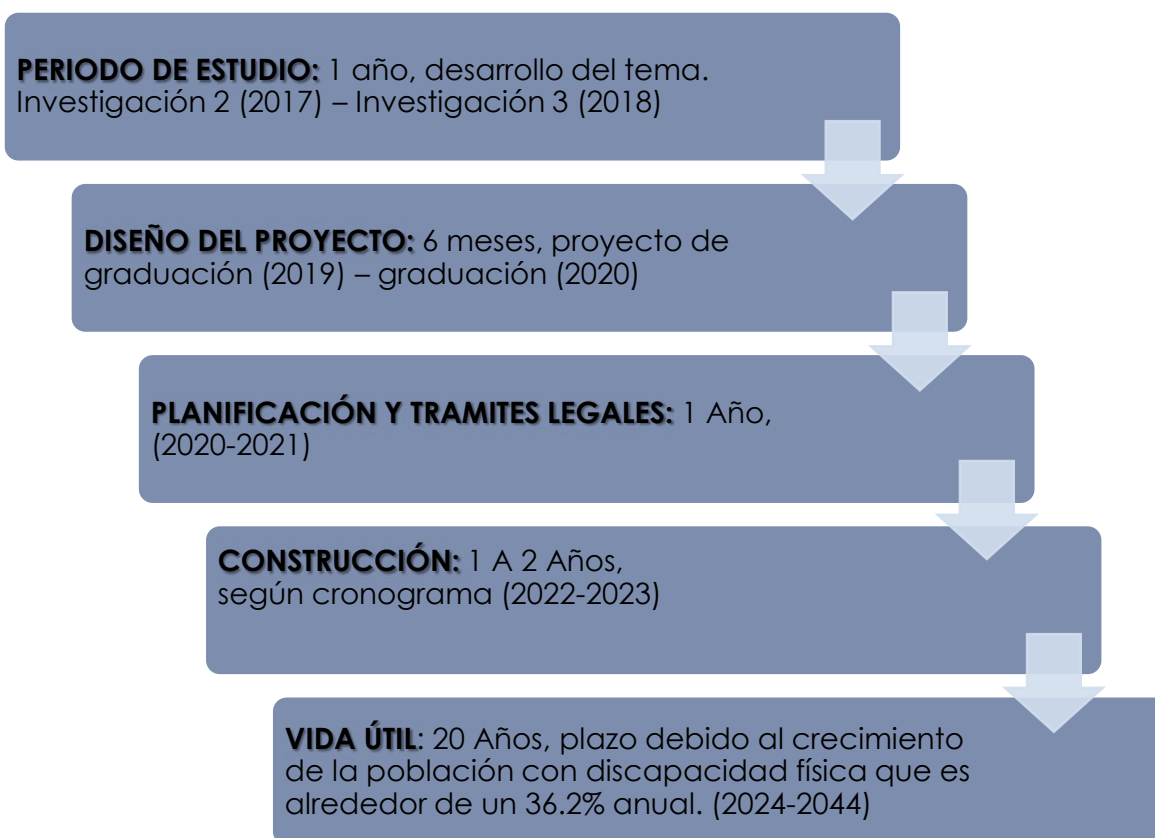 PERIODO DE ESTUDIO: 1 año, desarrollo del tema.
Investigación 2 (2017) – Investigación 3 (2018)
DISEÑO DEL PROYECTO: 6 meses, proyecto de
graduación (2019) – graduación (2020)
PLANIFICACIÓN Y TRAMITES LEGALES: 1 Año,
(2020-2021)
CONSTRUCCIÓN: 1 A 2 Años,
según cronograma (2022-2023)
VIDA ÚTIL: 20 Años, plazo debido al crecimiento
de la población con discapacidad física que es
alrededor de un 36.2% anual. (2024-2044)